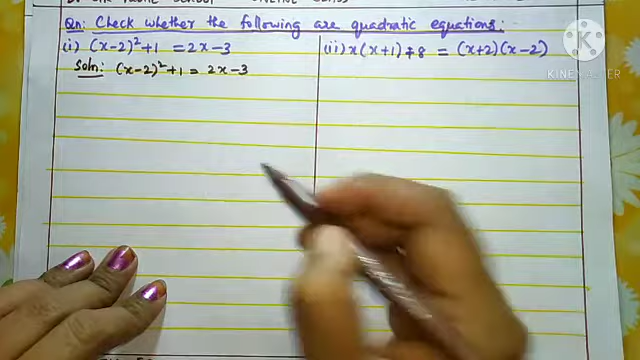 Qn: Check whether the following are quadratic equations:
(i) (x-2)²+1 = 2x-3
Soln: (x-2)²+1 = 2x-3
(ii) x(x+1)+8 = (x+2)(x-2)
KINEMASTER